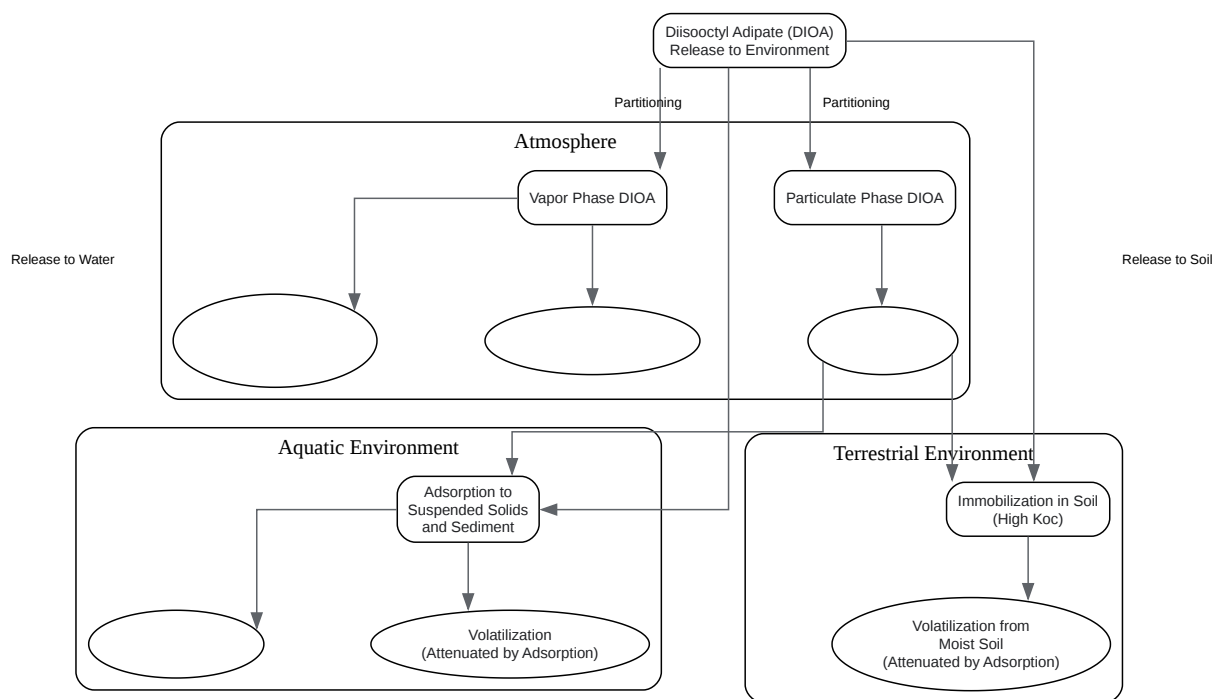 Diisooctyl Adipate (DIOA)
Release to Environment
Partitioning
Partitioning
Atmosphere
Vapor Phase DIOA
Particulate Phase DIOA
Release to Water
Release to Soil
Aquatic Environment
Terrestrial Environment
Adsorption to
Suspended Solids
and Sediment
Immobilization in Soil
(High Koc)
Volatilization
(Attenuated by Adsorption)
Volatilization from
Moist Soil
(Attenuated by Adsorption)